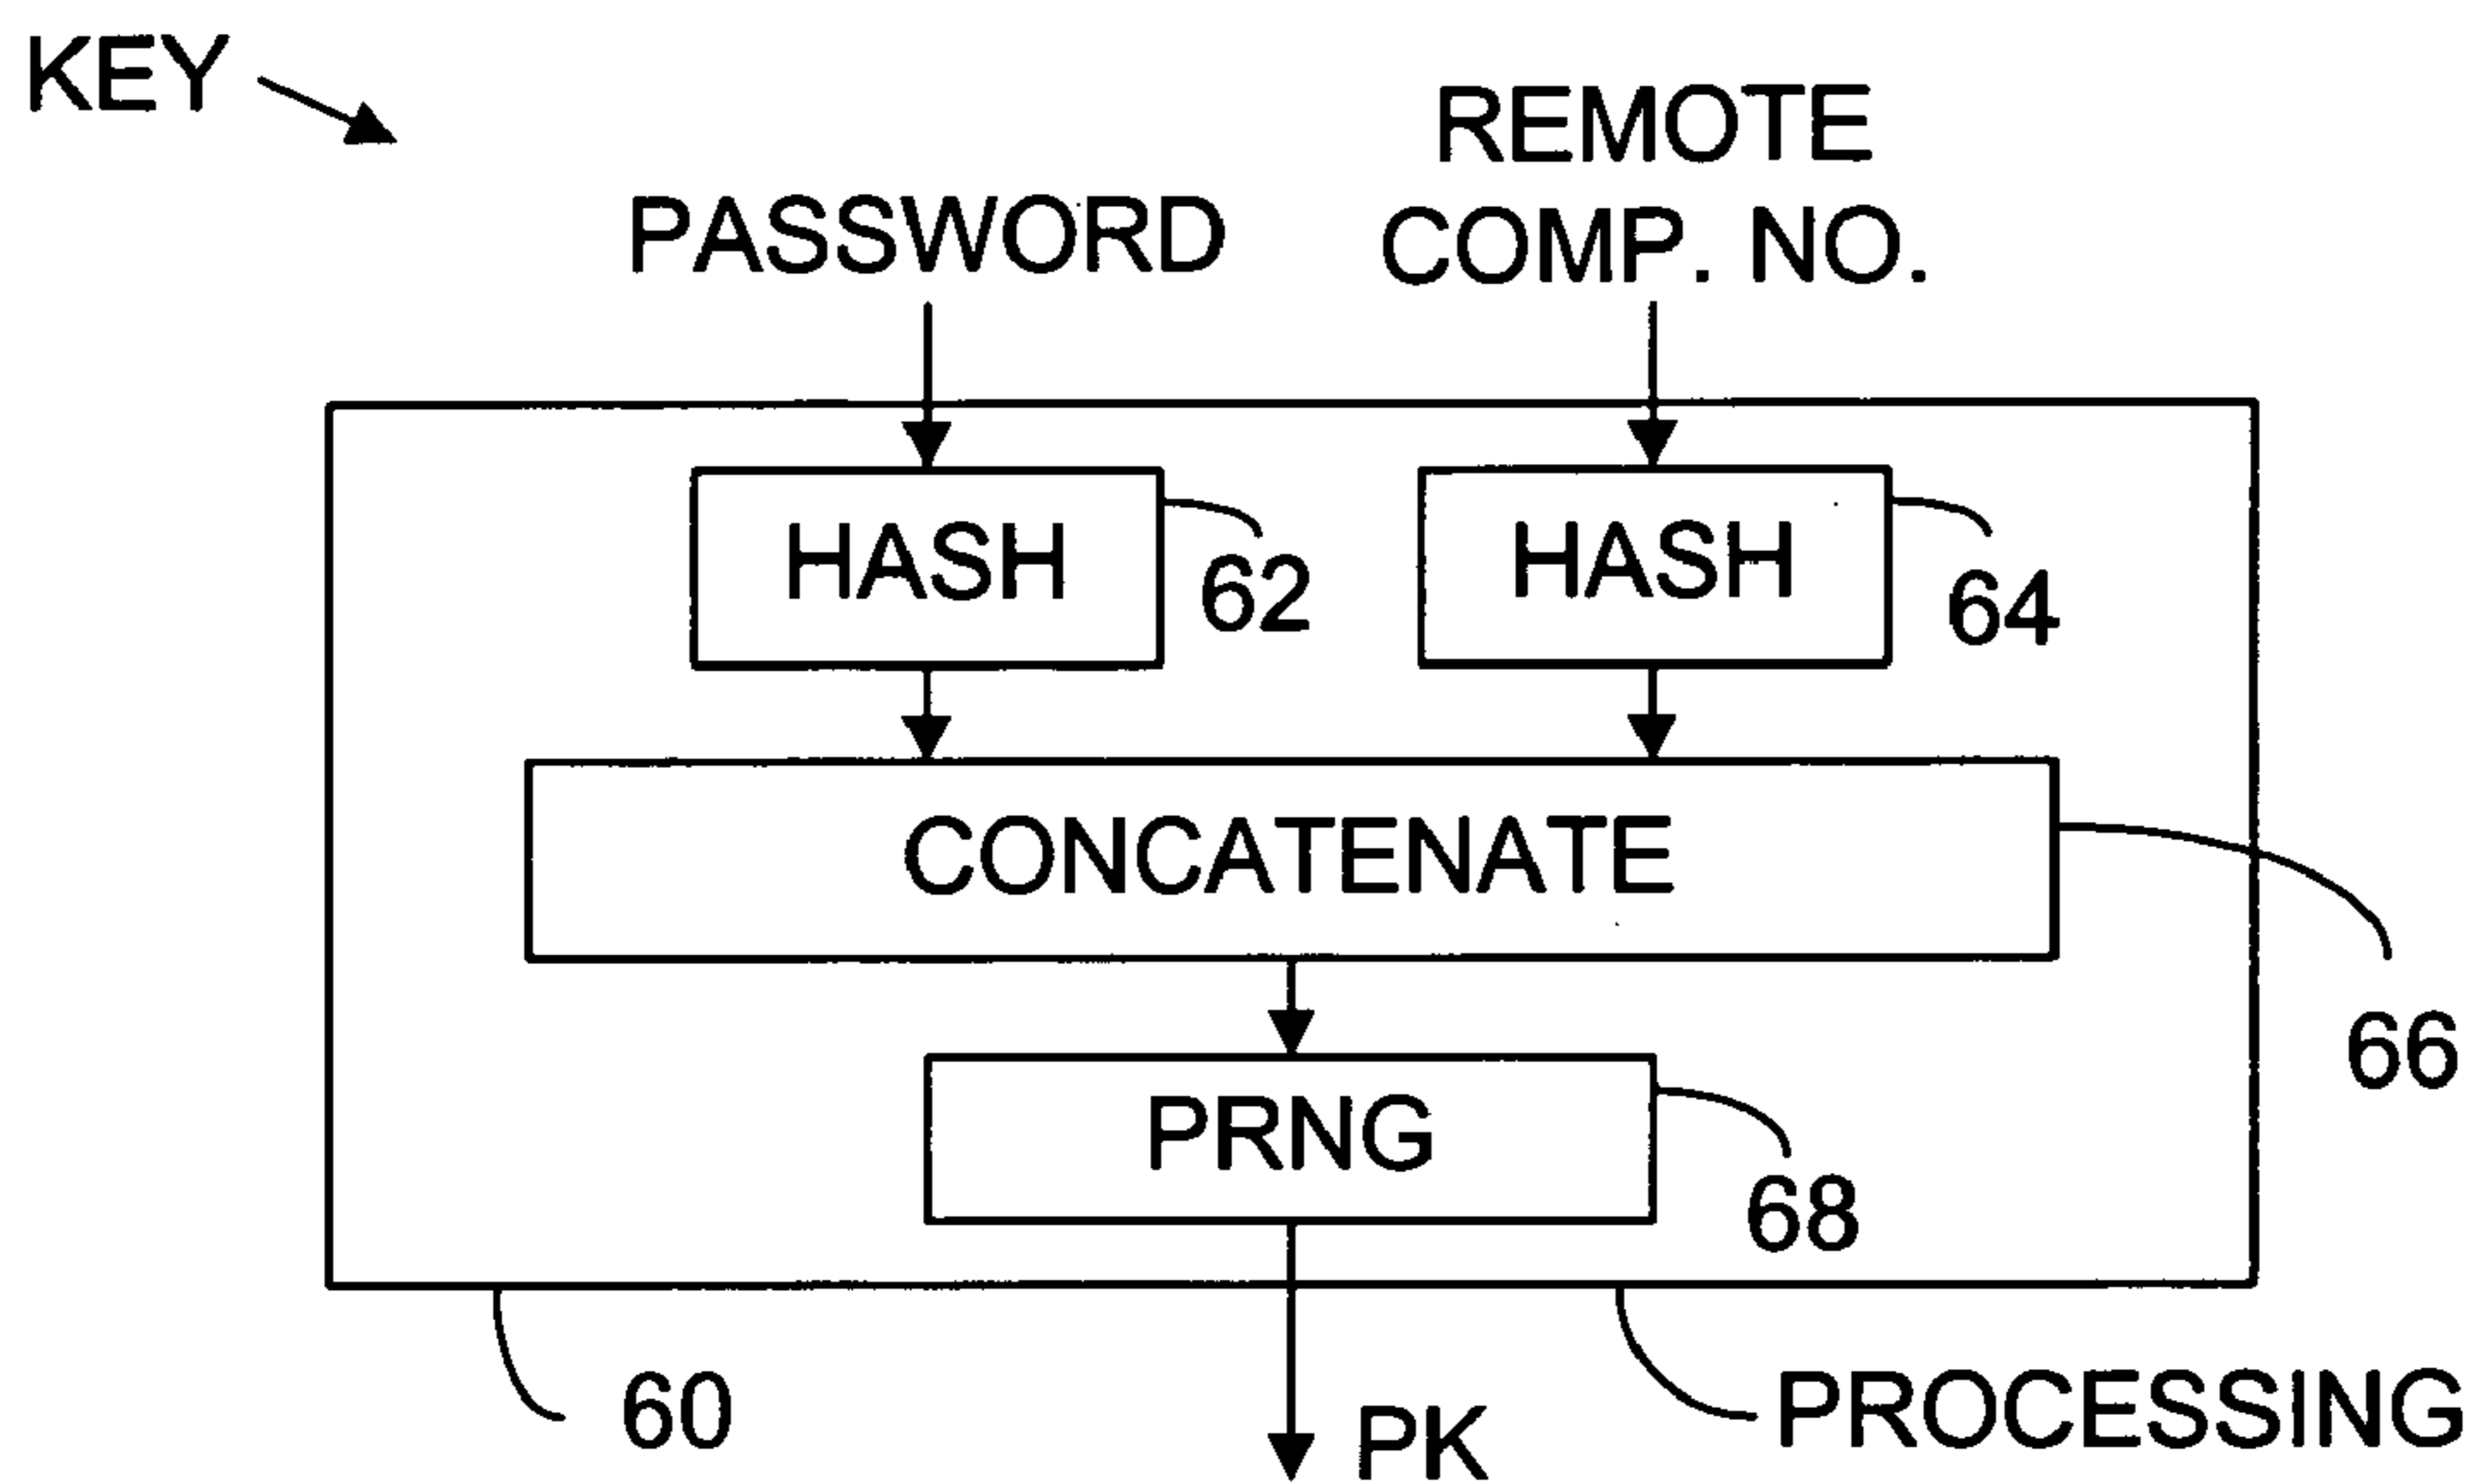 KEY
REMOTE
PASSWORD
COMP. NO.
HASH
HASH
62
64
CONCATENATE
66
PRNG
68
60
PROCESSING
PK